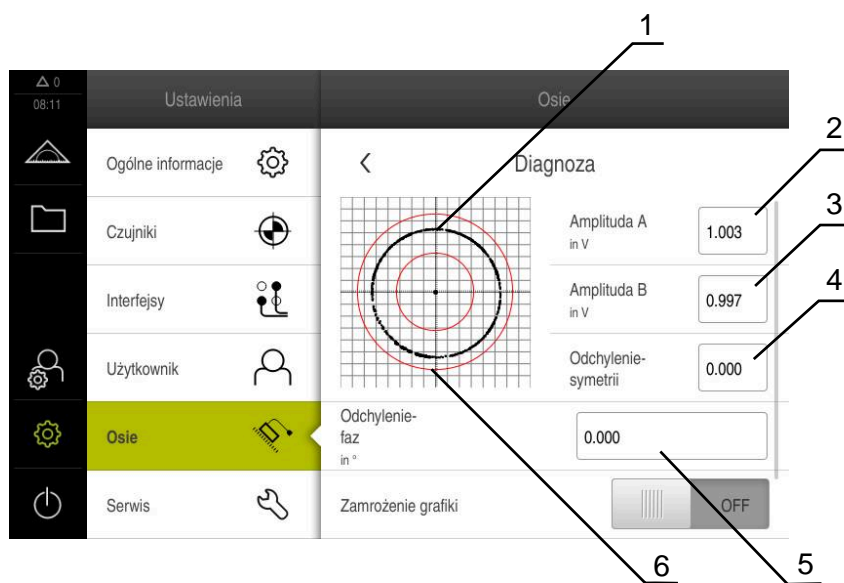 1
0
08:11
Ustawienia
Osie
2
Ogólne informacje
Diagnoza
3
Czujniki
Amplituda A
in V
1.003
4
Interfejsy
Amplituda B
in V
0.997
Użytkownik
Odchylenie-
symetrii
0.000
Osie
Odchylenie-
faz
in °
0.000
Serwis
Zamrożenie grafiki
OFF
6
5